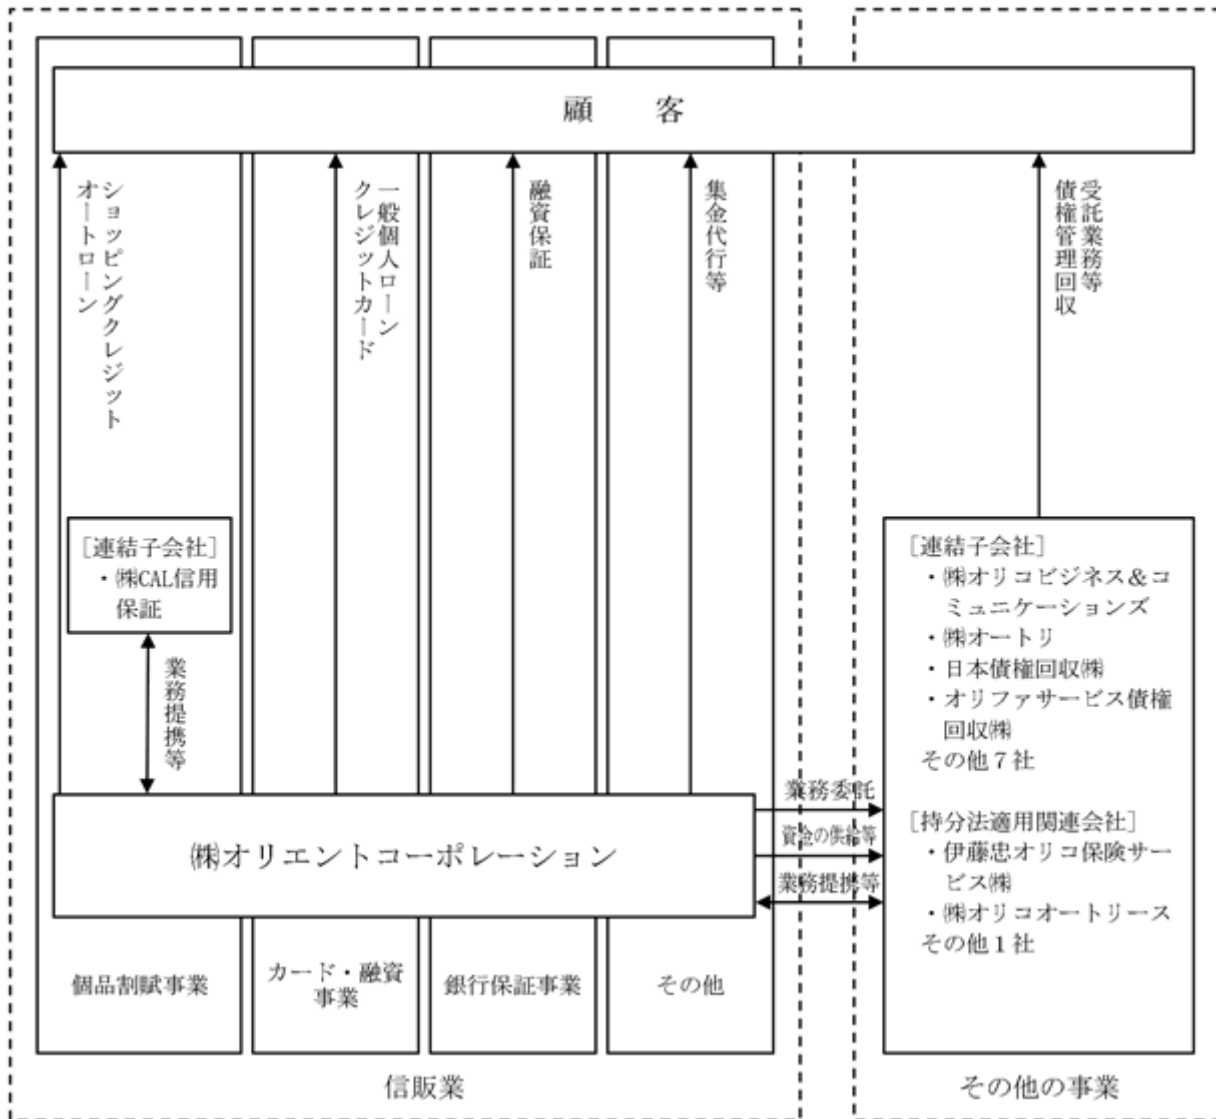 顧　客
ショッピングクレジット
オートローン
一般個人ローン
クレジットカード
融資保証
集金代行等
受託業務等
債権管理回収
［連結子会社］
・㈱CAL信用
保証
業務提携等
［連結子会社］
・㈱オリコビジネス＆コ
ミュニケーションズ
・㈱オートリ
・日本債権回収㈱
・オリファサービス債権
回収㈱
その他７社
［持分法適用関連会社］
・伊藤忠オリコ保険サー
ビス㈱
・㈱オリコオートリース
その他１社
業務委託
資金の供給等
業務提携等
㈱オリエントコーポレーション
個品割賦事業
カード・融資
事業
銀行保証事業
その他
信販業
その他の事業